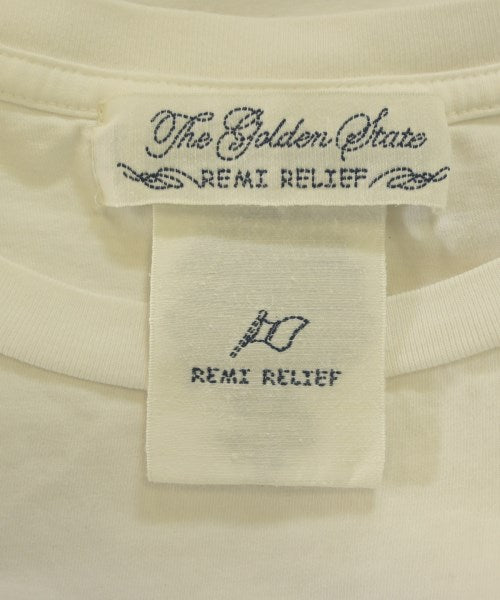 The Golden State
REMI RELIEF
REMI RELIEF